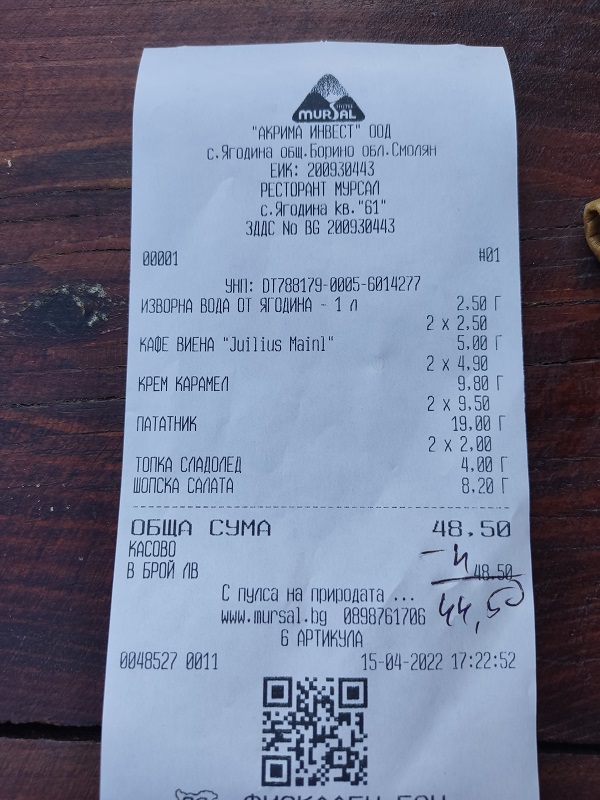 MURSAL
"АКРИМА ИНВЕСТ" ООД
с.Ягодина общ.Борино обл.Смолян
ЕИК: 200930443
РЕСТОРАНТ МУРСАЛ
с.Ягодина кв."61"
ЗДДС No BG 200930443
00001 #01
УНП: DT788179-0005-6014277
ИЗВОРНА ВОДА ОТ ЯГОДИНА - 1 л 2.50 Г
2 x 2.50
КАФЕ ВИЕНА "Juilius Mainl" 5.00 Г
2 x 4.90
КРЕМ КАРАМЕЛ 9.80 Г
2 x 9.50
ПАТАТНИК 19.00 Г
2 x 2.00
ТОПКА СЛАДОЛЕД 4.00 Г
ШОПСКА САЛАТА 8.20 Г
ОБЩА СУМА 48.50
КАСОВО - 4
В БРОЙ ЛВ 48.50
44,50
С пулса на природата ...
www.mursal.bg 0898761706
6 АРТИКУЛА
0048527 0011 15-04-2022 17:22:52
ФИСКАЛЕН БОН